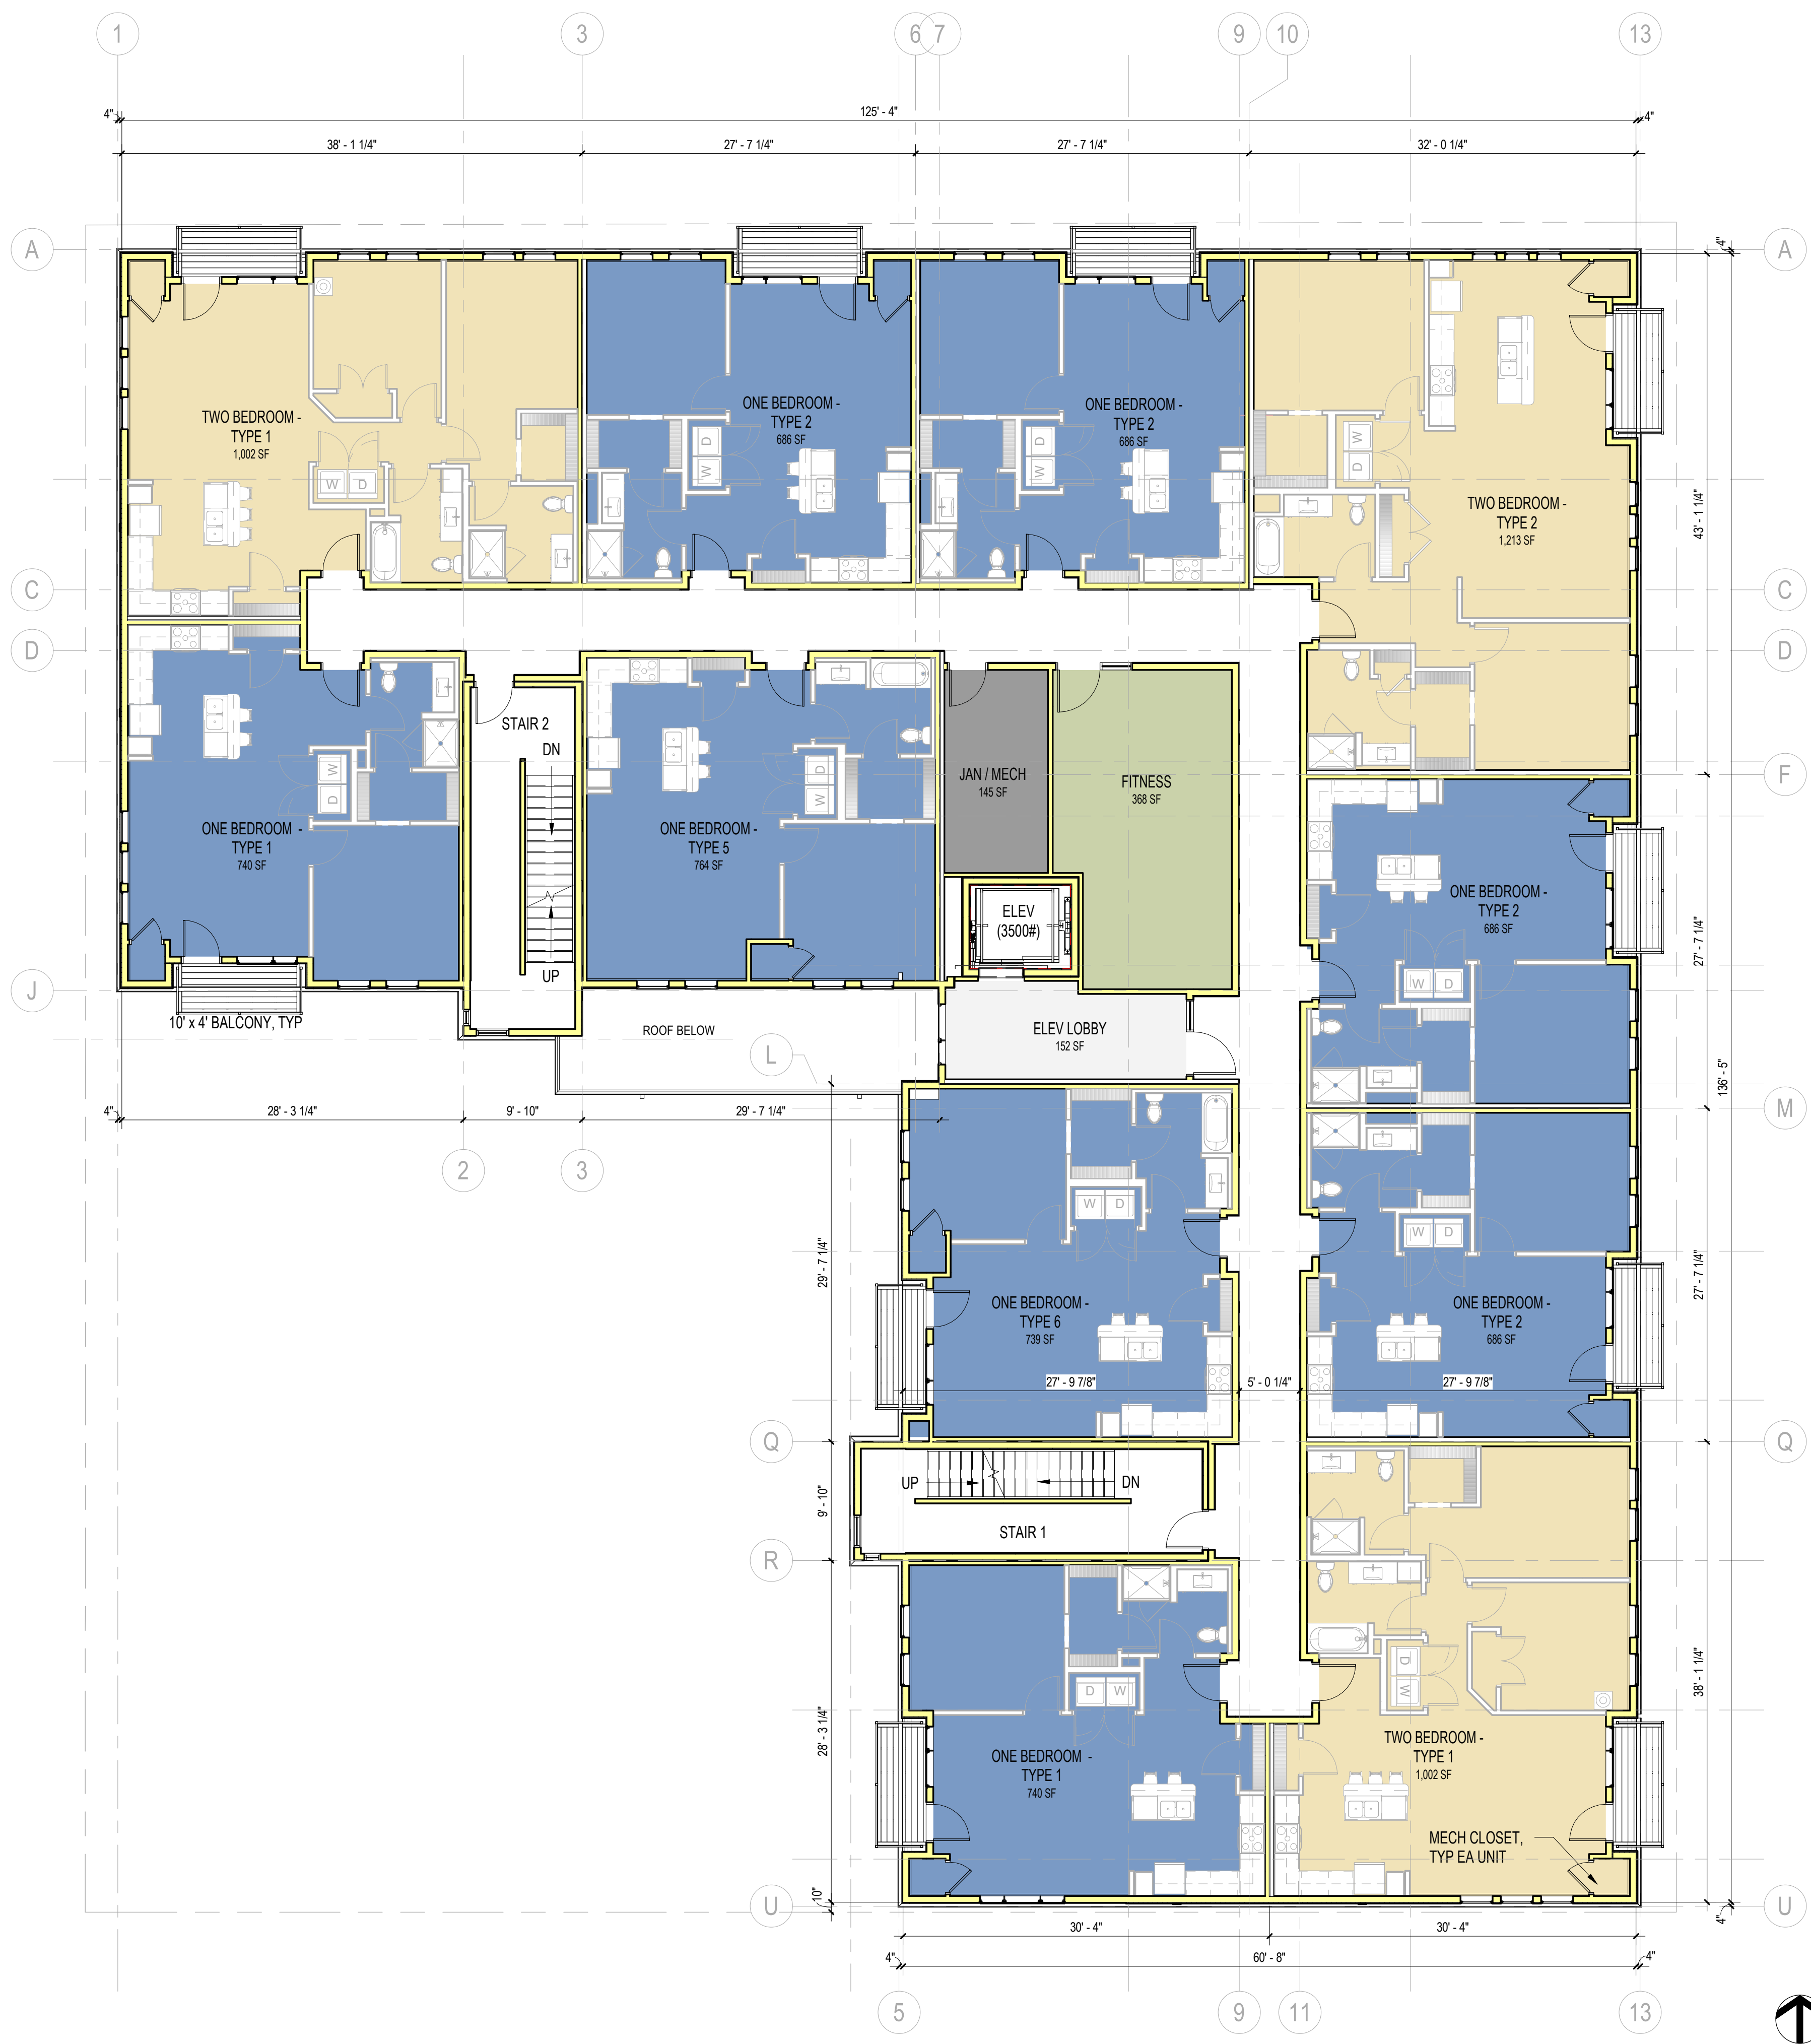 1 3 6 7 9 10 13
4" 125' - 4" 4"
38' - 1 1/4" 27' - 7 1/4" 27' - 7 1/4" 32' - 0 1/4"
A A
4"
TWO BEDROOM -
TYPE 1
1,002 SF
W D
ONE BEDROOM -
TYPE 2
686 SF
D
W
ONE BEDROOM -
TYPE 2
686 SF
D
W
W
D
TWO BEDROOM -
TYPE 2
1,213 SF
43' - 1 1/4"
C C
D D
STAIR 2
DN
UP
W
D
ONE BEDROOM -
TYPE 1
740 SF
D
W
ONE BEDROOM -
TYPE 5
764 SF
JAN / MECH
145 SF
FITNESS
368 SF
F
ELEV
(3500#)
ONE BEDROOM -
TYPE 2
686 SF
W D
27' - 7 1/4"
J
10' x 4' BALCONY, TYP
ROOF BELOW
ELEV LOBBY
152 SF
L
136' - 5"
M
4" 28' - 3 1/4" 9' - 10" 29' - 7 1/4"
2 3
W D
W D
29' - 7 1/4"
27' - 7 1/4"
ONE BEDROOM -
TYPE 6
739 SF
ONE BEDROOM -
TYPE 2
686 SF
27' - 9 7/8" 5' - 0 1/4" 27' - 9 7/8"
Q Q
UP DN
9' - 10"
STAIR 1
R
D W
D
W
28' - 3 1/4"
38' - 1 1/4"
ONE BEDROOM -
TYPE 1
740 SF
TWO BEDROOM -
TYPE 1
1,002 SF
MECH CLOSET,
TYP EA UNIT
10"
U U
4"
30' - 4" 30' - 4"
4" 60' - 8" 4"
5 9 11 13